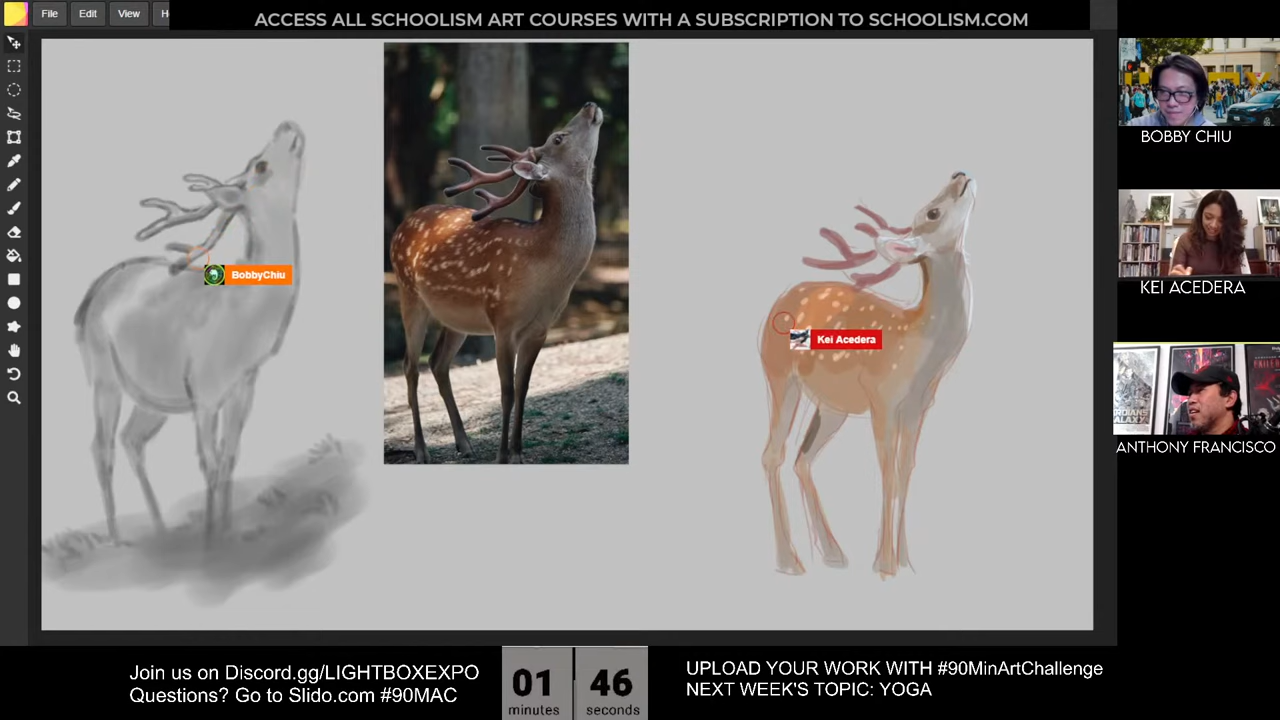 ACCESS ALL SCHOOLISM ART COURSES WITH A SUBSCRIPTION TO SCHOOLISM.COM
File Edit View H
BOBBY CHIU
BobbyChiu
KEI ACEDERA
Kei Acedera
ANTHONY FRANCISCO
Join us on Discord.gg/LIGHTBOXEXPO
Questions? Go to Slido.com #90MAC
01
minutes
46
seconds
UPLOAD YOUR WORK WITH #90MinArtChallenge
NEXT WEEK'S TOPIC: YOGA